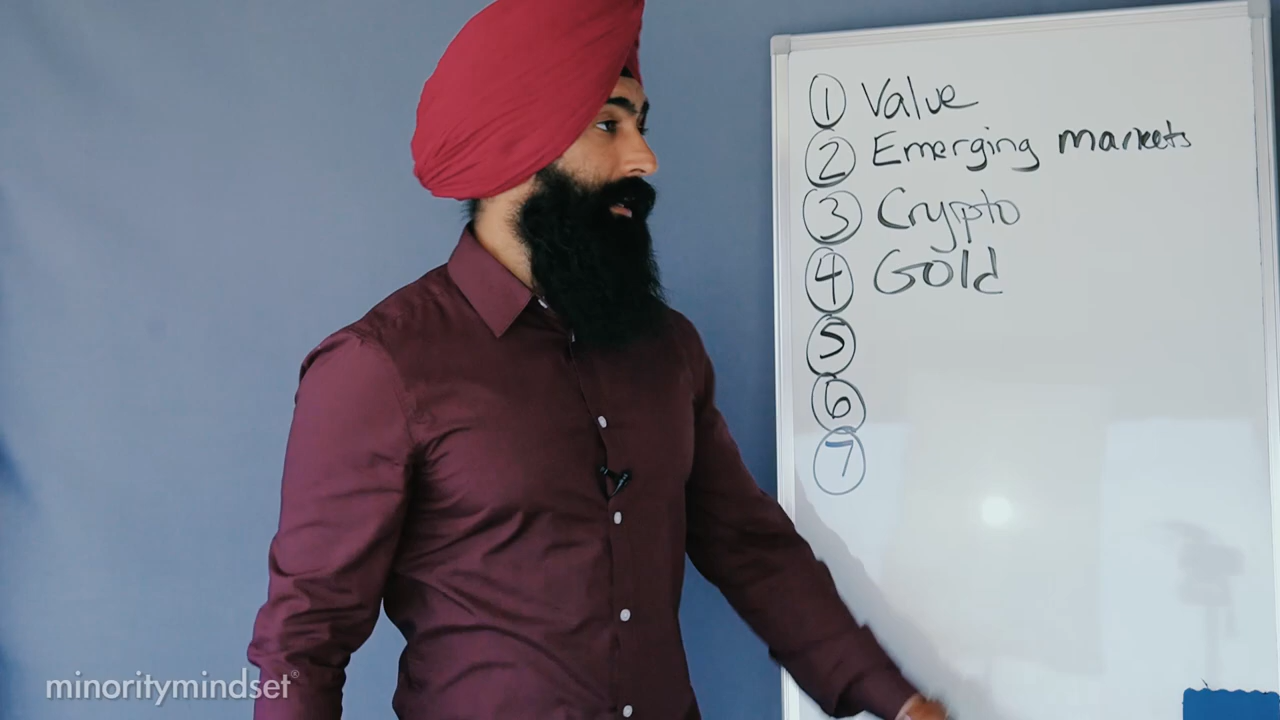 ① Value
② Emerging markets
③ Crypto
④ Gold
⑤
⑥
⑦
minoritymindset®